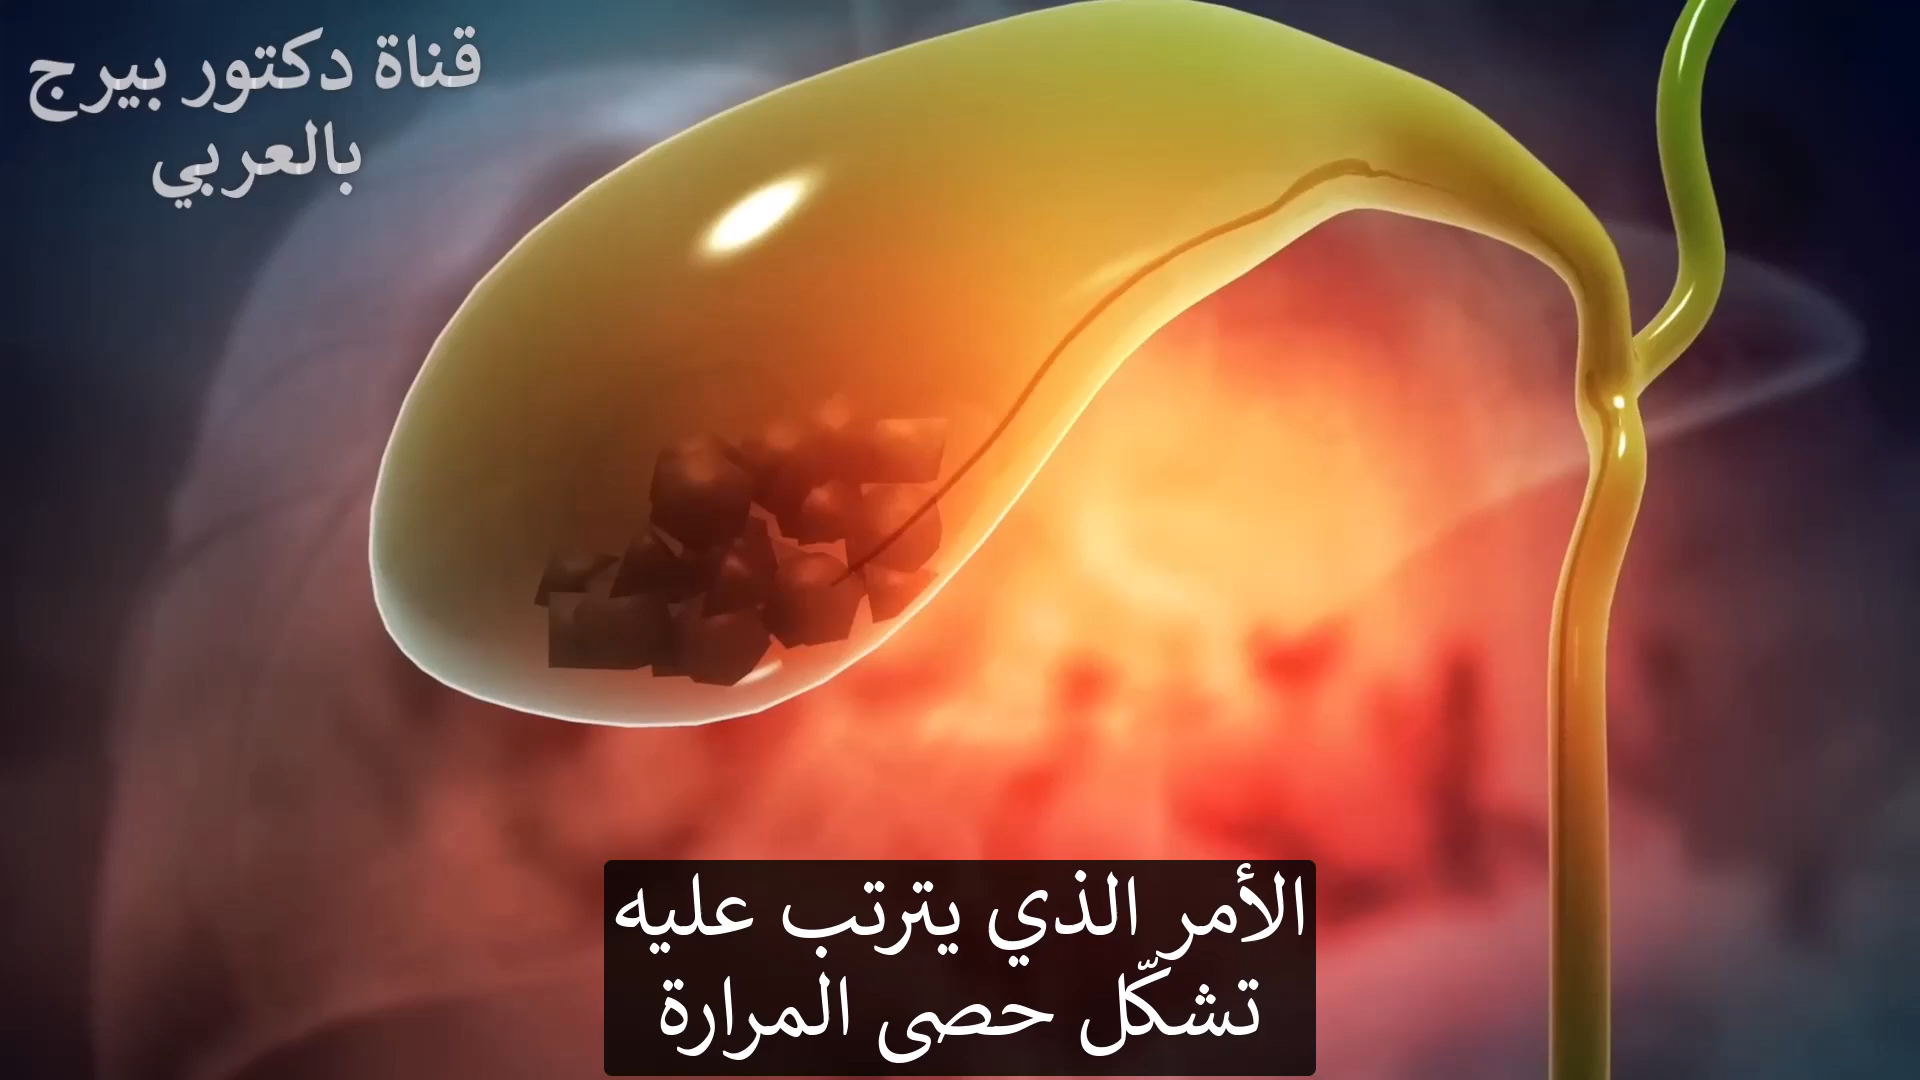 قناة دكتور بيرج
بالعربي
الأمر الذي يترتب عليه
تشكّل حصى المرارة